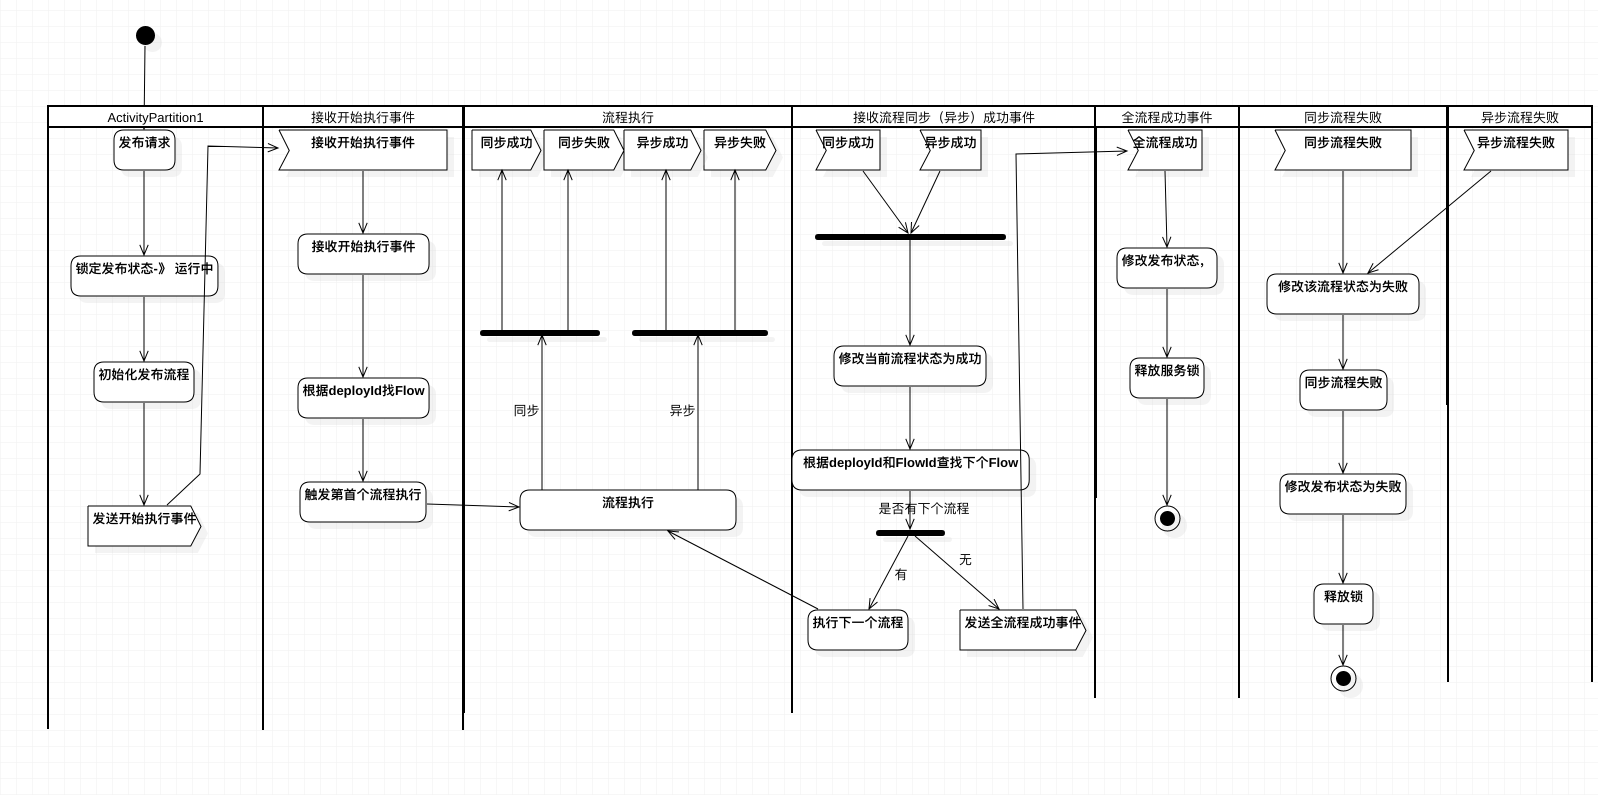 ActivityPartition1
接收开始执行事件
流程执行
接收流程同步（异步）成功事件
全流程成功事件
同步流程失败
异步流程失败
发布请求
锁定发布状态-》 运行中
初始化发布流程
发送开始执行事件
接收开始执行事件
接收开始执行事件
根据deployId找Flow
触发第首个流程执行
同步成功
同步失败
异步成功
异步失败
同步
异步
流程执行
同步成功
异步成功
修改当前流程状态为成功
根据deployId和FlowId查找下个Flow
是否有下个流程
有
无
执行下一个流程
发送全流程成功事件
全流程成功
修改发布状态，
释放服务锁
同步流程失败
修改该流程状态为失败
同步流程失败
修改发布状态为失败
释放锁
异步流程失败